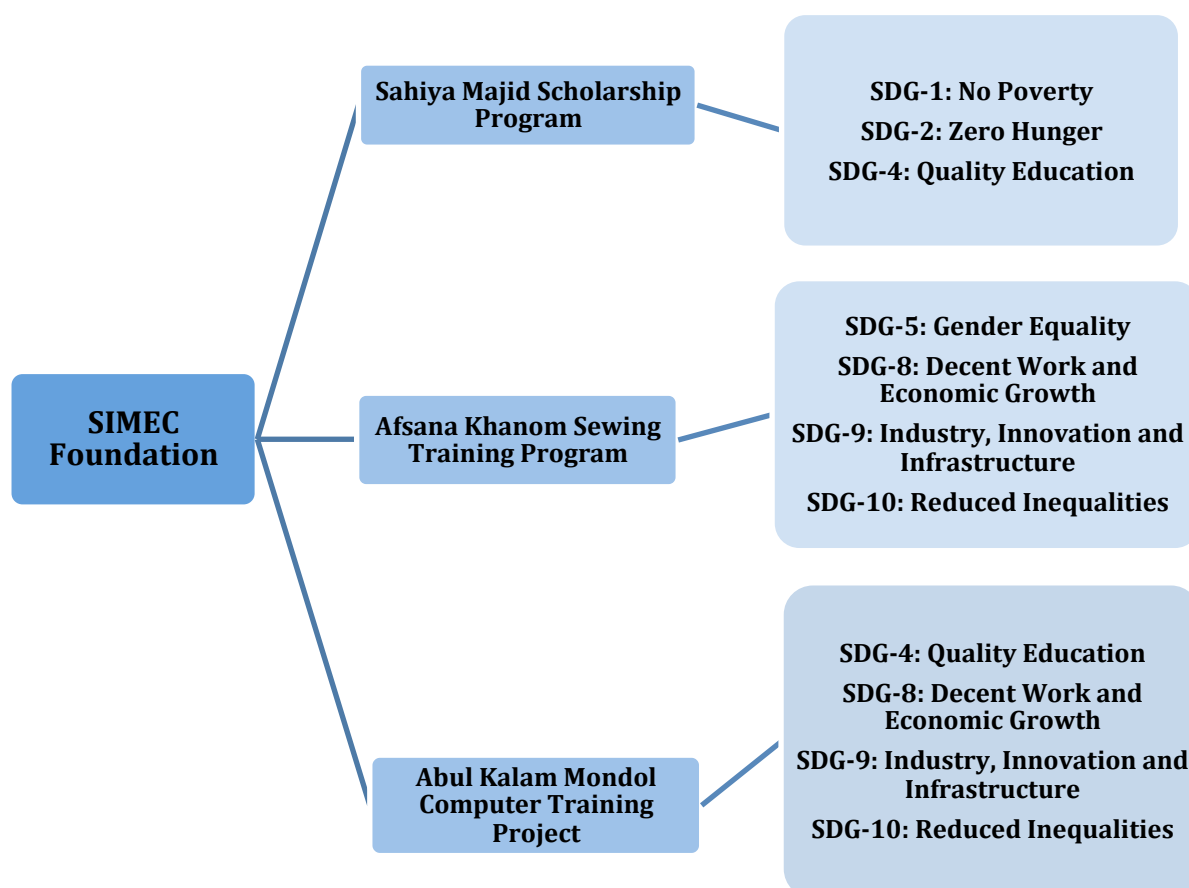 SIMEC
Foundation
Sahiya Majid Scholarship
Program
SDG-1: No Poverty
SDG-2: Zero Hunger
SDG-4: Quality Education
Afsana Khanom Sewing
Training Program
SDG-5: Gender Equality
SDG-8: Decent Work and
Economic Growth
SDG-9: Industry, Innovation and
Infrastructure
SDG-10: Reduced Inequalities
Abul Kalam Mondol
Computer Training
Project
SDG-4: Quality Education
SDG-8: Decent Work and
Economic Growth
SDG-9: Industry, Innovation and
Infrastructure
SDG-10: Reduced Inequalities